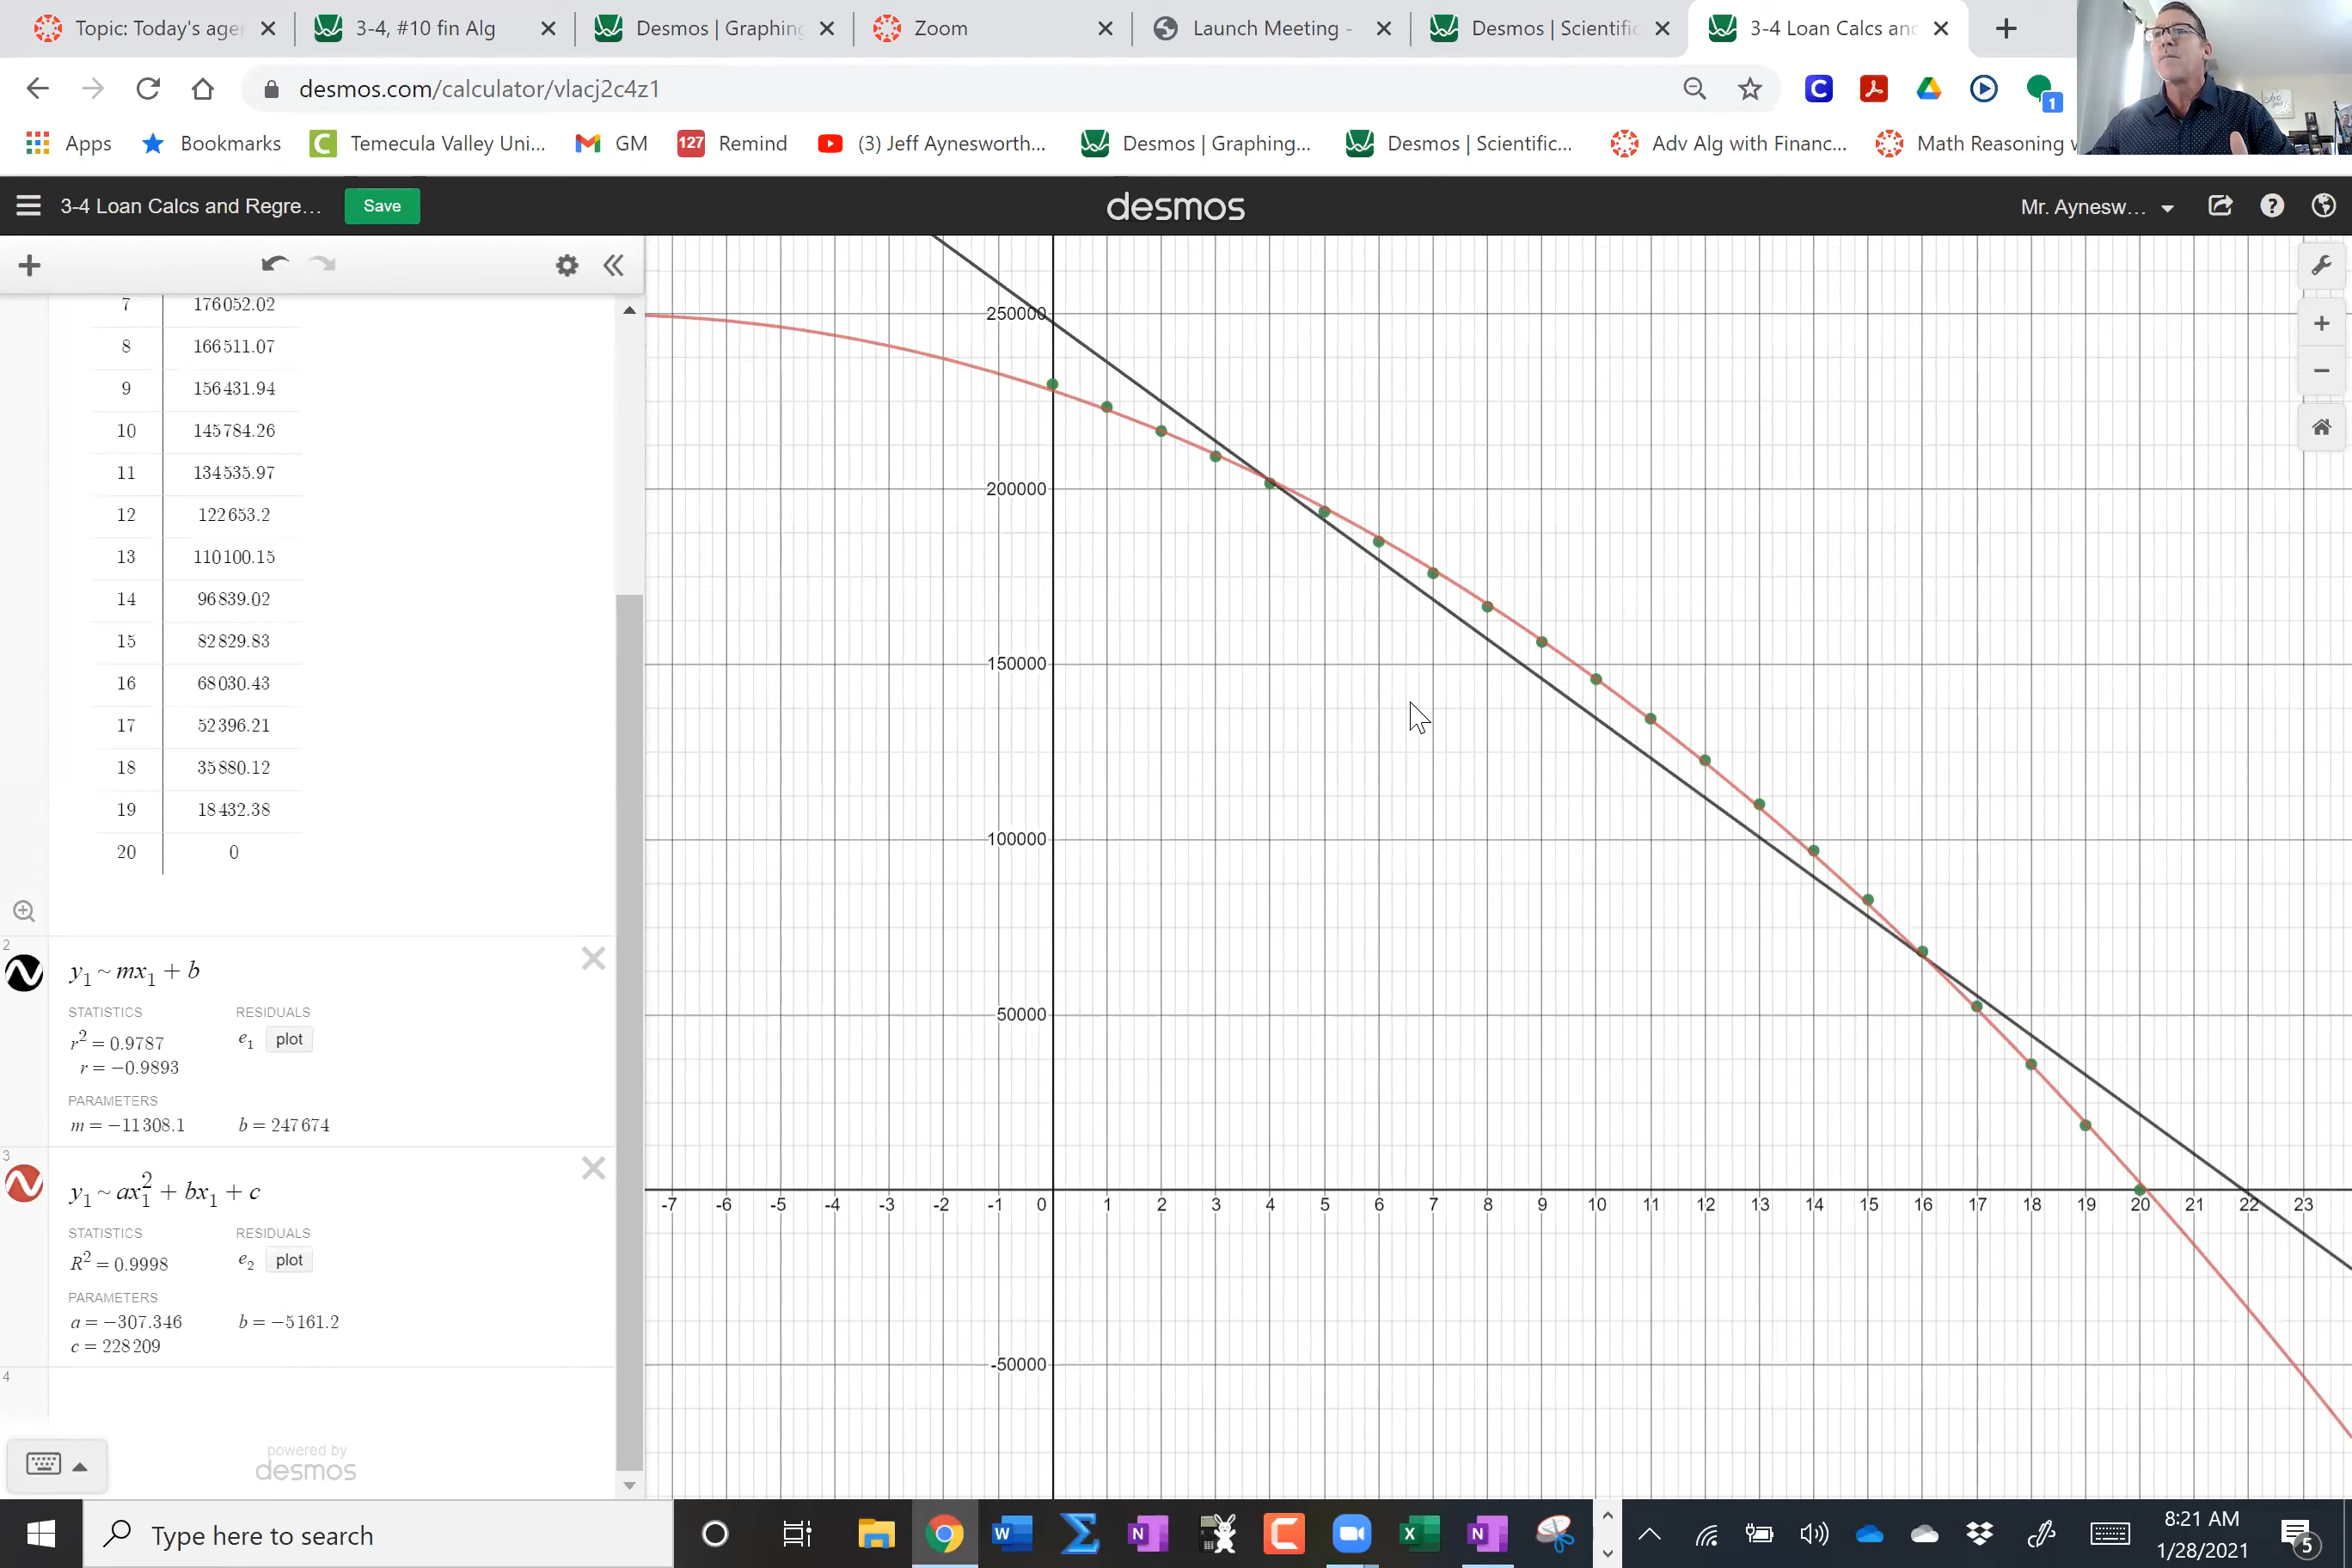 Topic: Today's age
3-4, #10 fin Alg
Desmos | Graphing
Zoom
Launch Meeting -
Desmos | Scientific
3-4 Loan Calcs and
desmos.com/calculator/vlacj2c4z1
1
Apps
Bookmarks
Temecula Valley Uni...
GM
127
Remind
(3) Jeff Aynesworth...
Desmos | Graphing...
Desmos | Scientific...
Adv Alg with Financ...
Math Reasoning
3-4 Loan Calcs and Regre...
Save
desmos
Mr. Aynesw...
7 176052.02
8 166511.07
9 156431.94
10 145784.26
11 134535.97
12 122653.2
13 110100.15
14 96839.02
15 82829.83
16 68030.43
17 52396.21
18 35880.12
19 18432.38
20 0
2
y₁ ~ mx₁ + b
STATISTICS RESIDUALS
r² = 0.9787 e₁ plot
r = −0.9893
PARAMETERS
m = −11308.1 b = 247674
3
y₁ ~ ax₁² + bx₁ + c
STATISTICS RESIDUALS
R² = 0.9998 e₂ plot
PARAMETERS
a = −307.346 b = −5161.2
c = 228209
4
powered by
desmos
250000
200000
150000
100000
50000
-7 -6 -5 -4 -3 -2 -1 0 1 2 3 4 5 6 7 8 9 10 11 12 13 14 15 16 17 18 19 20 21 22 23
-50000
Type here to search
8:21 AM
1/28/2021
5